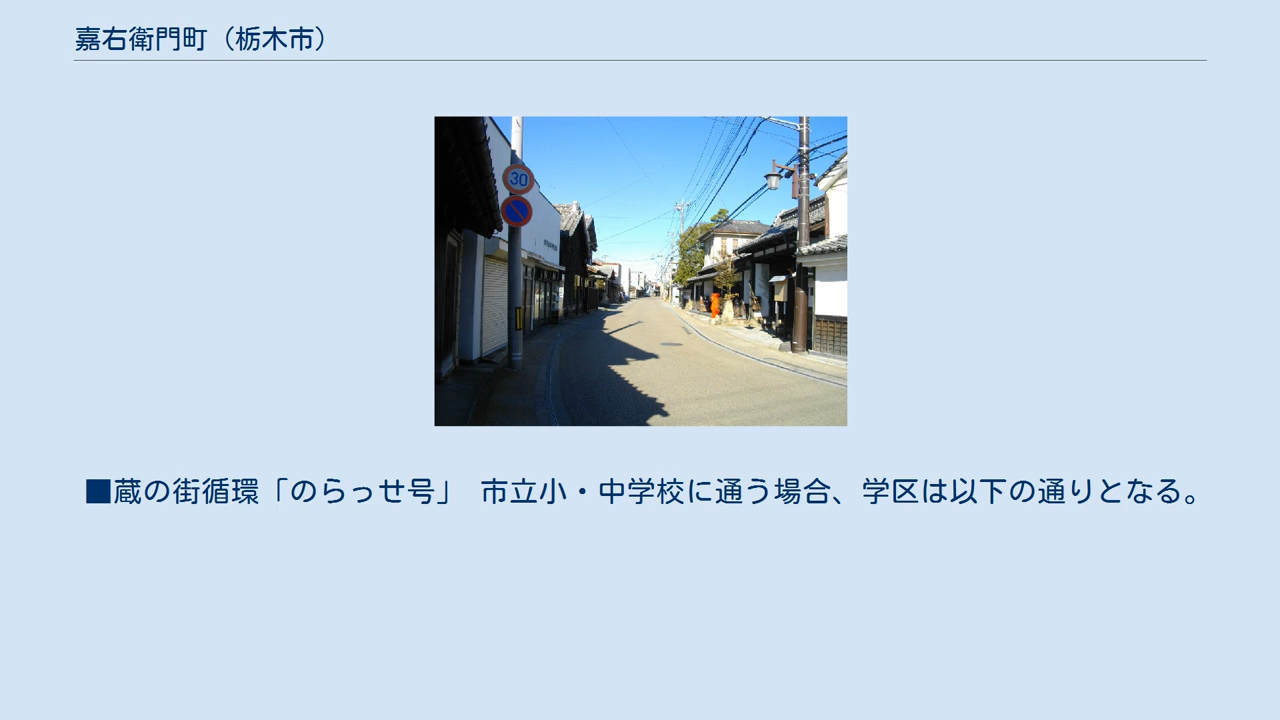 嘉右衛門町（栃木市）
30
■蔵の街循環「のらっせ号」 市立小・中学校に通う場合、学区は以下の通りとなる。